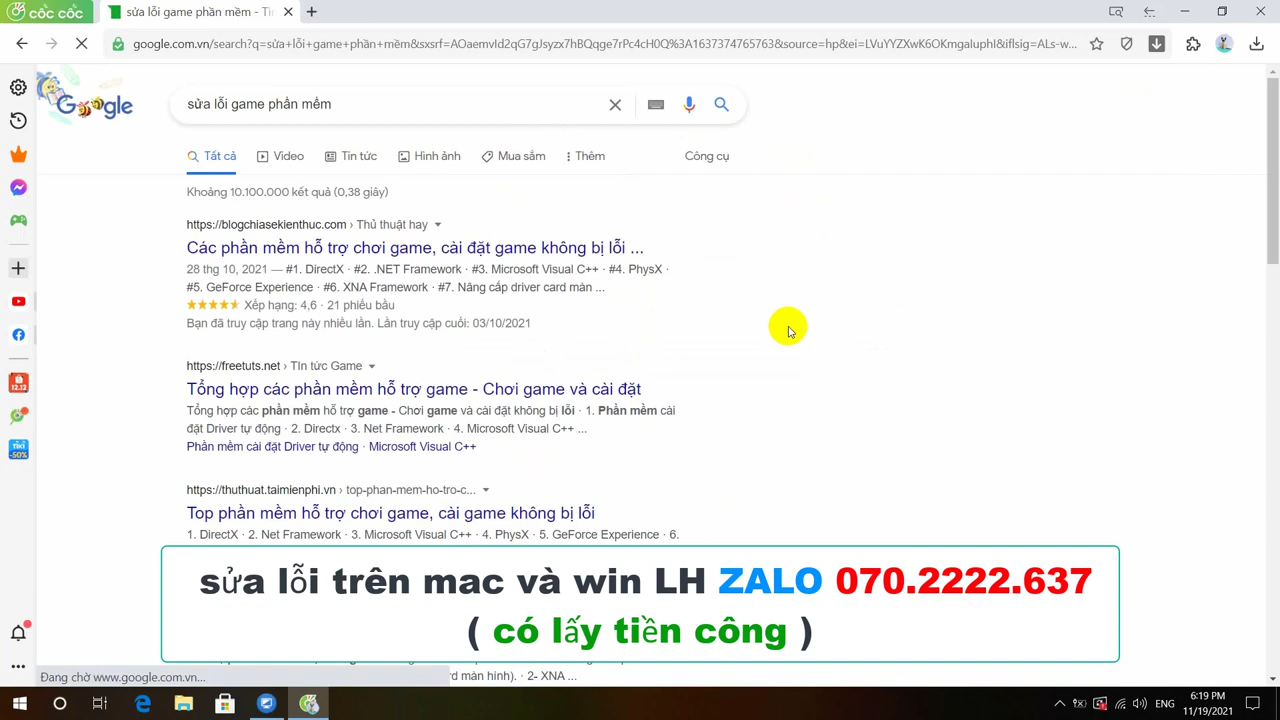 cốc cốc
sửa lỗi game phần mềm - Tìm
google.com.vn/search?q=sửa+lỗi+game+phần+mềm&sxsrf=AOaemvId2qG7gJsyzx7hBQqge7rPc4cH0Q%3A1637374765763&source=hp&ei=LVuYYZXwK6OKmgaluphI&iflsig=ALs-w...
Google
sửa lỗi game phần mềm
Tất cả
Video
Tin tức
Hình ảnh
Mua sắm
Thêm
Công cụ
Khoảng 10.100.000 kết quả (0,38 giây)
https://blogchiasekienthuc.com › Thủ thuật hay
Các phần mềm hỗ trợ chơi game, cài đặt game không bị lỗi ...
28 thg 10, 2021 — #1. DirectX · #2. .NET Framework · #3. Microsoft Visual C++ · #4. PhysX ·
#5. GeForce Experience · #6. XNA Framework · #7. Nâng cấp driver card màn ...
Xếp hạng: 4,6 · 21 phiếu bầu
Bạn đã truy cập trang này nhiều lần. Lần truy cập cuối: 03/10/2021
https://freetuts.net › TIn tức Game
Tổng hợp các phần mềm hỗ trợ game - Chơi game và cài đặt
Tổng hợp các phần mềm hỗ trợ game - Chơi game và cài đặt không bị lỗi · 1. Phần mềm cài
đặt Driver tự động · 2. Directx · 3. Net Framework · 4. Microsoft Visual C++ ...
Phần mềm cài đặt Driver tự động · Microsoft Visual C++
https://thuthuat.taimienphi.vn › top-phan-mem-ho-tro-c...
Top phần mềm hỗ trợ chơi game, cài game không bị lỗi
1. DirectX · 2. Net Framework · 3. Microsoft Visual C++ · 4. PhysX · 5. GeForce Experience · 6.
sửa lỗi trên mac và win LH ZALO 070.2222.637
( có lấy tiền công )
Đang chờ www.google.com.vn...
rd màn hình). · 2- XNA ...
12.12
TIKI
-50%
ENG
6:19 PM
11/19/2021